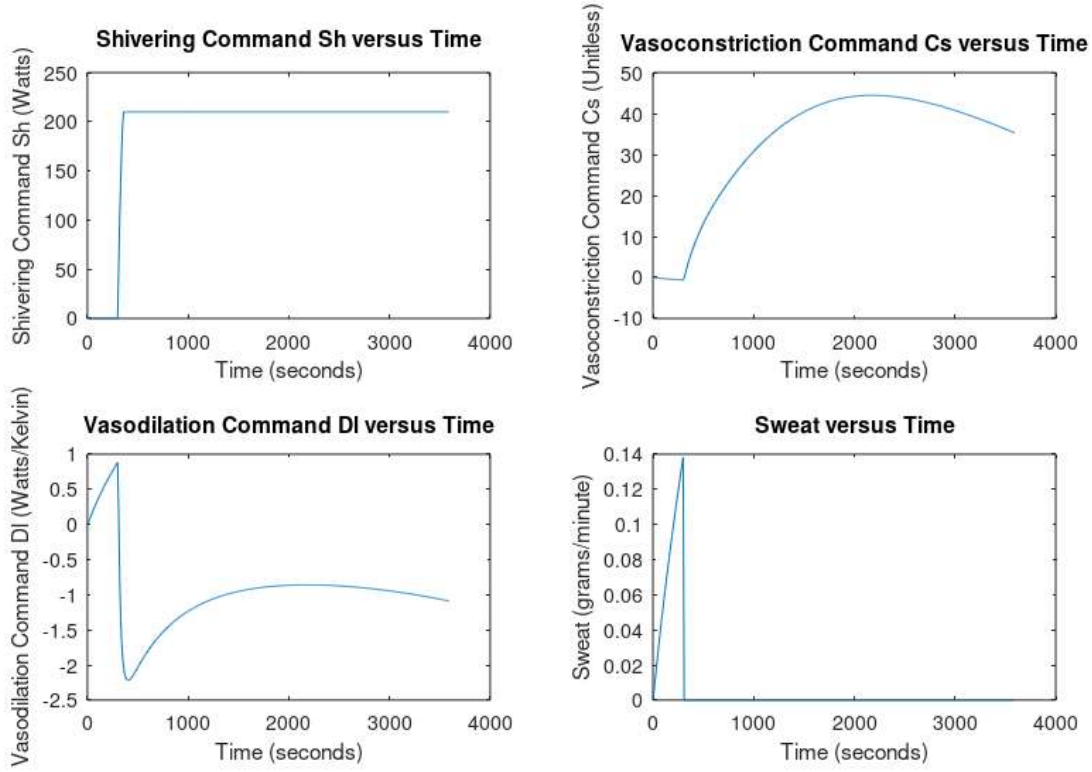 Shivering Command Sh versus Time
Shivering Command Sh (Watts)
250
200
150
100
50
0
0 1000 2000 3000 4000
Time (seconds)
Vasoconstriction Command Cs versus Time
Vasoconstriction Command Cs (Unitless)
50
40
30
20
10
0
-10
0 1000 2000 3000 4000
Time (seconds)
Vasodilation Command Dl versus Time
Vasodilation Command Dl (Watts/Kelvin)
1
0.5
0
-0.5
-1
-1.5
-2
-2.5
0 1000 2000 3000 4000
Time (seconds)
Sweat versus Time
Sweat (grams/minute)
0.14
0.12
0.1
0.08
0.06
0.04
0.02
0
0 1000 2000 3000 4000
Time (seconds)